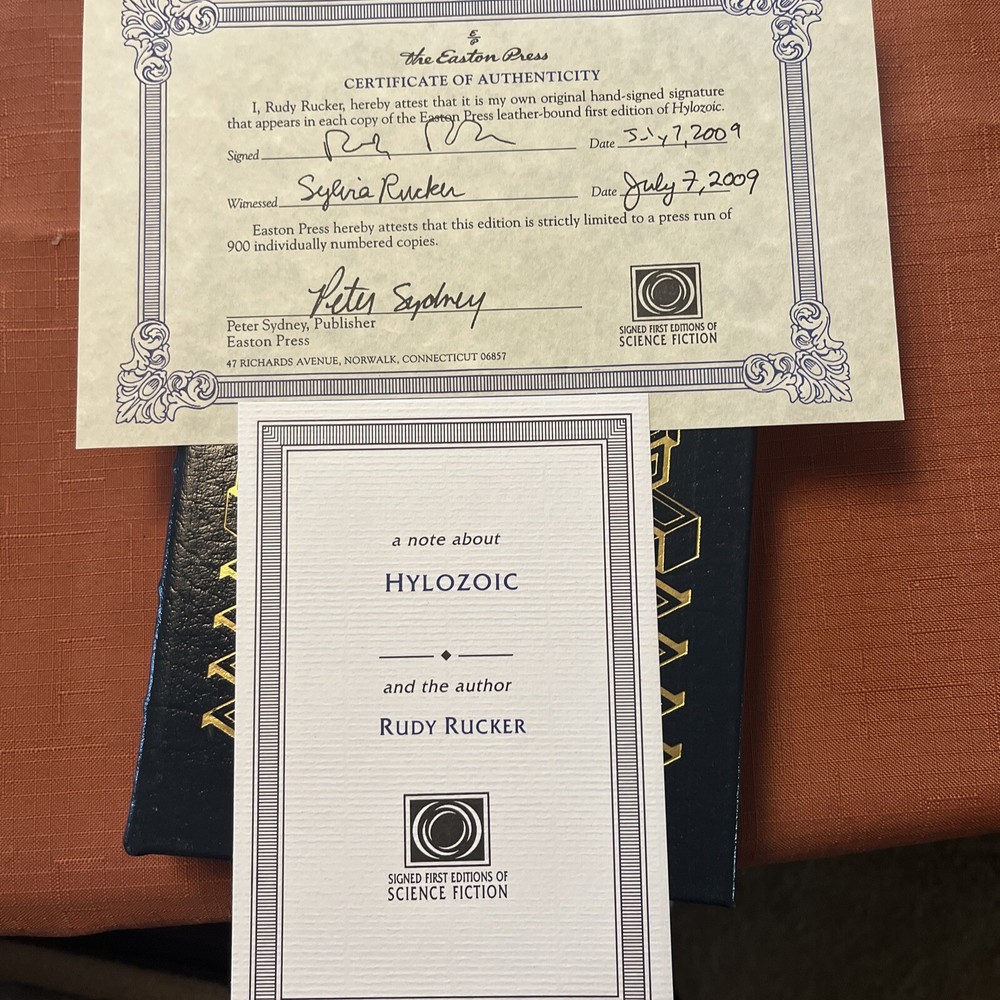 E
P
the Easton Press
CERTIFICATE OF AUTHENTICITY
I, Rudy Rucker, hereby attest that it is my own original hand-signed signature
that appears in each copy of the Easton Press leather-bound first edition of Hylozoic.
Signed Rudy Rucker Date July 7, 2009
Witnessed Sylvia Rucker Date July 7, 2009
Easton Press hereby attests that this edition is strictly limited to a press run of
900 individually numbered copies.
Peter Sydney
Peter Sydney, Publisher
Easton Press
47 RICHARDS AVENUE, NORWALK, CONNECTICUT 06857
SIGNED FIRST EDITIONS OF
SCIENCE FICTION
a note about
HYLOZOIC
and the author
RUDY RUCKER
SIGNED FIRST EDITIONS OF
SCIENCE FICTION